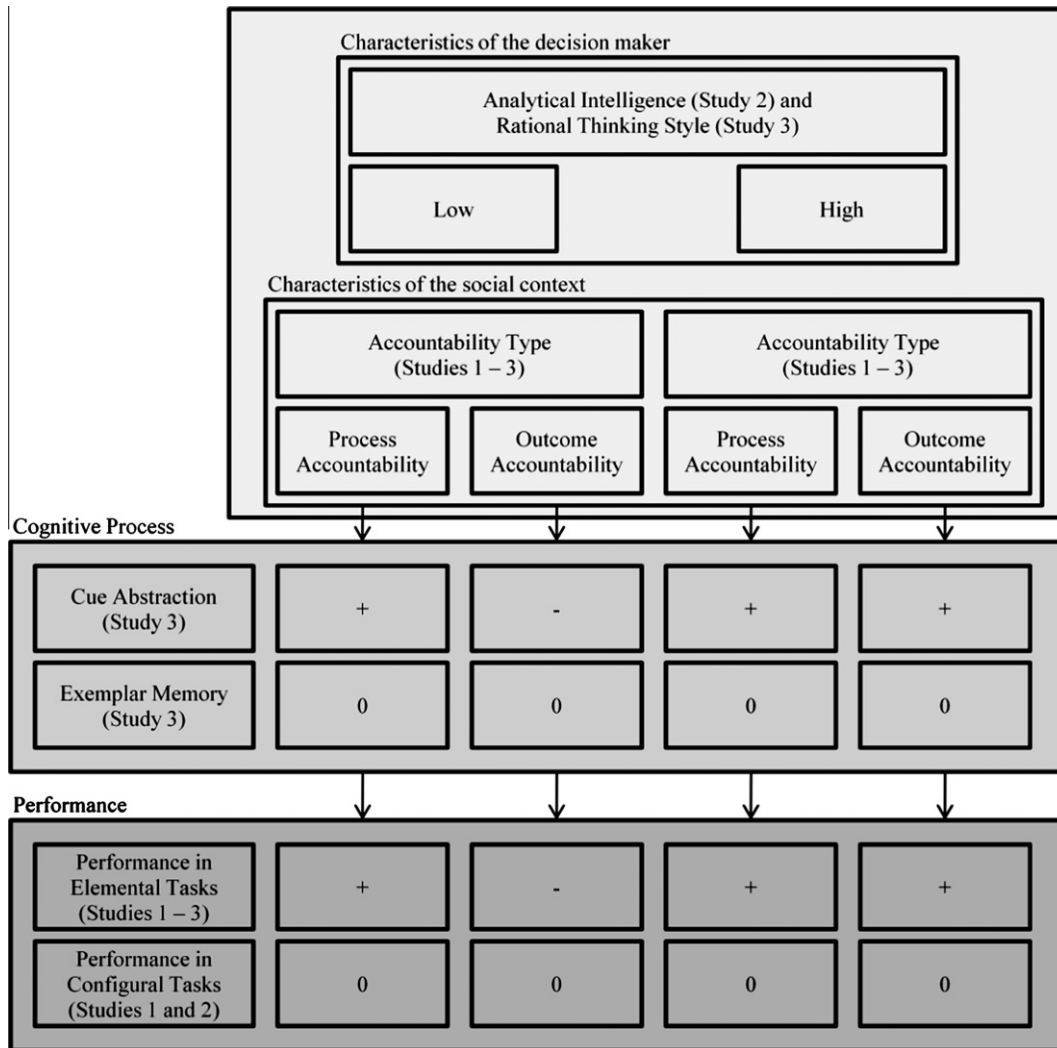 Characteristics of the decision maker
Analytical Intelligence (Study 2) and
Rational Thinking Style (Study 3)
Low
High
Characteristics of the social context
Accountability Type
(Studies 1 – 3)
Accountability Type
(Studies 1 – 3)
Process
Accountability
Outcome
Accountability
Process
Accountability
Outcome
Accountability
Cognitive Process
Cue Abstraction
(Study 3)
+
-
+
+
Exemplar Memory
(Study 3)
0
0
0
0
Performance
Performance in
Elemental Tasks
(Studies 1 – 3)
+
-
+
+
Performance in
Configural Tasks
(Studies 1 and 2)
0
0
0
0